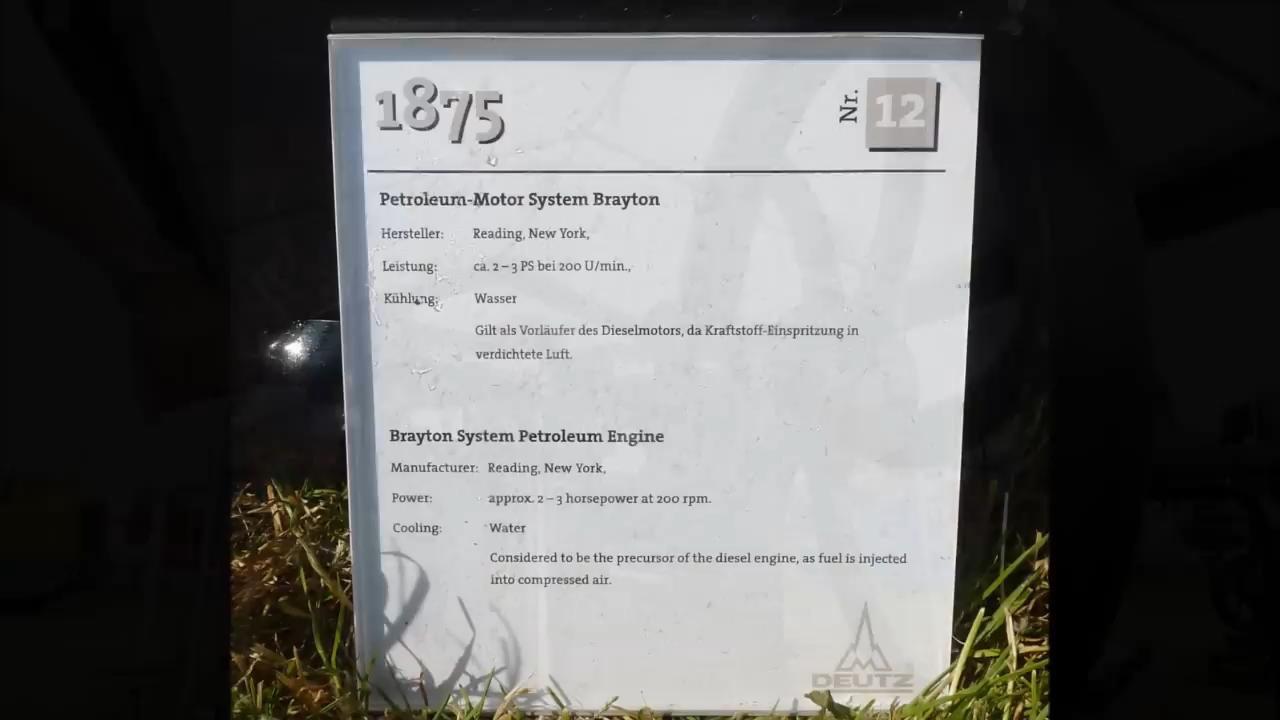 1875
Nr. 12
Petroleum-Motor System Brayton
Hersteller: Reading, New York,
Leistung: ca. 2 – 3 PS bei 200 U/min.,
Kühlung: Wasser
Gilt als Vorläufer des Dieselmotors, da Kraftstoff-Einspritzung in
verdichtete Luft.
Brayton System Petroleum Engine
Manufacturer: Reading, New York,
Power: approx. 2 – 3 horsepower at 200 rpm.
Cooling: Water
Considered to be the precursor of the diesel engine, as fuel is injected
into compressed air.
DEUTZ